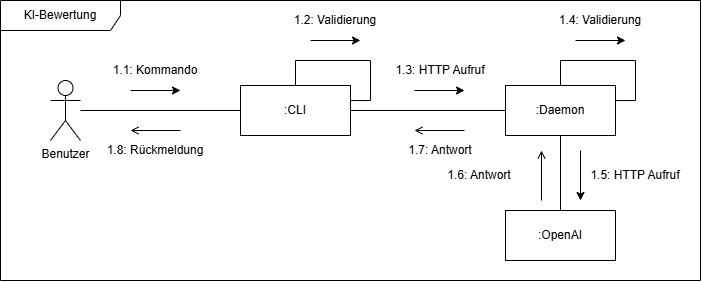 KI-Bewertung
1.2: Validierung
1.4: Validierung
1.1: Kommando
1.3: HTTP Aufruf
:CLI
:Daemon
Benutzer
1.8: Rückmeldung
1.7: Antwort
1.6: Antwort
1.5: HTTP Aufruf
:OpenAI